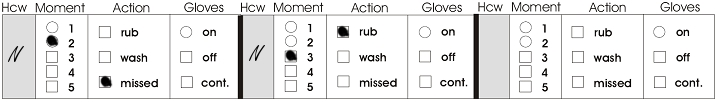 Hcw Moment Action Gloves Hcw Moment Action Gloves Hcw Moment Action Gloves
N 1 rub on N 1 rub on 1 rub on
2 2 2
3 wash off 3 wash off 3 wash off
4 4 4
5 missed cont. 5 missed cont. 5 missed cont.